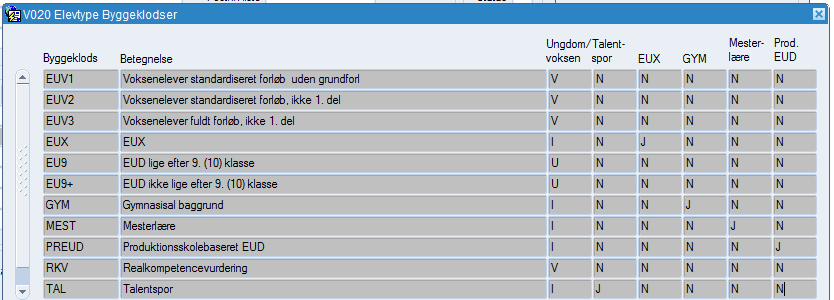 V020 Elevtype Byggeklodser
Ungdom/ Talent- Mester- Prod.
Byggeklods Betegnelse voksen spor EUX GYM lære EUD
EUV1 Voksenelever standardiseret forløb uden grundforl V N N N N N
EUV2 Voksenelever standardiseret forløb, ikke 1. del V N N N N N
EUV3 Voksenelever fuldt forløb, ikke 1. del V N N N N N
EUX EUX I N J N N N
EU9 EUD lige efter 9. (10) klasse U N N N N N
EU9+ EUD ikke lige efter 9. (10) klasse U N N N N N
GYM Gymnasisal baggrund I N N J N N
MEST Mesterlære I N N N J N
PREUD Produktionsskolebaseret EUD I N N N N J
RKV Realkompetencevurdering V N N N N N
TAL Talentspor I J N N N N